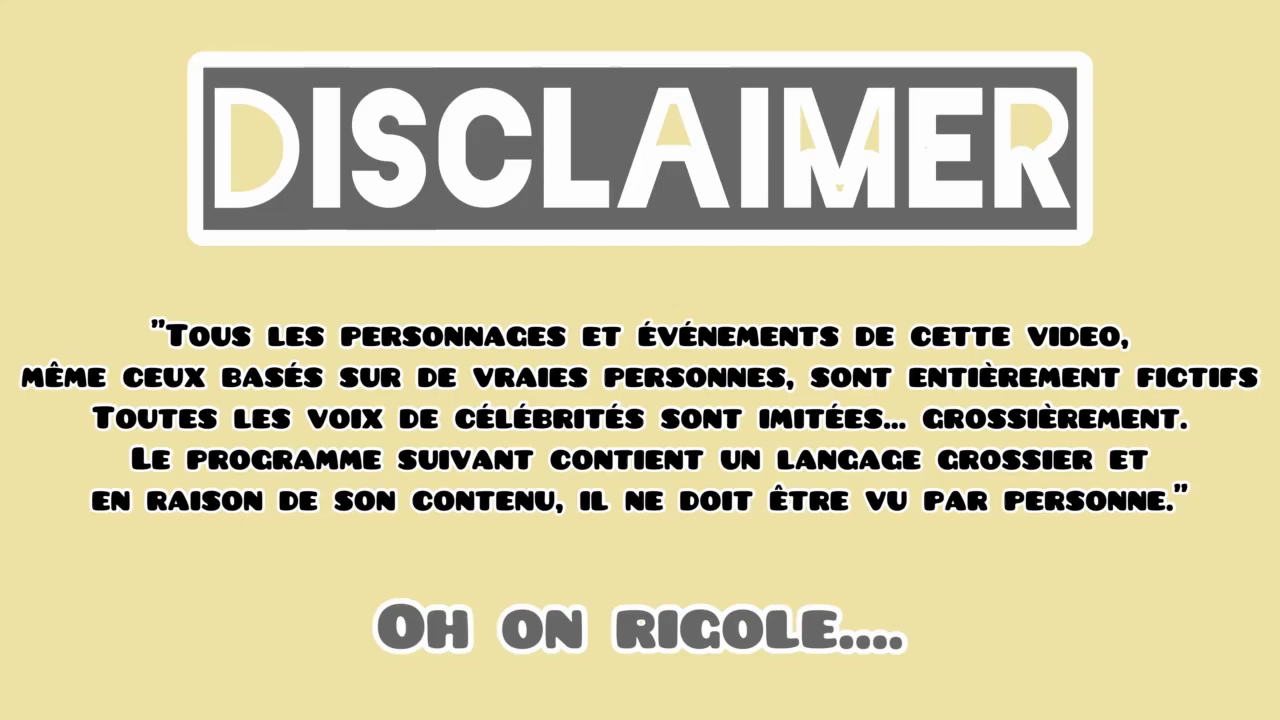 DISCLAIMER
"Tous les personnages et événements de cette video,
même ceux basés sur de vraies personnes, sont entièrement fictifs
Toutes les voix de célébrités sont imitées... grossièrement.
Le programme suivant contient un langage grossier et
en raison de son contenu, il ne doit être vu par personne."
Oh on rigole....